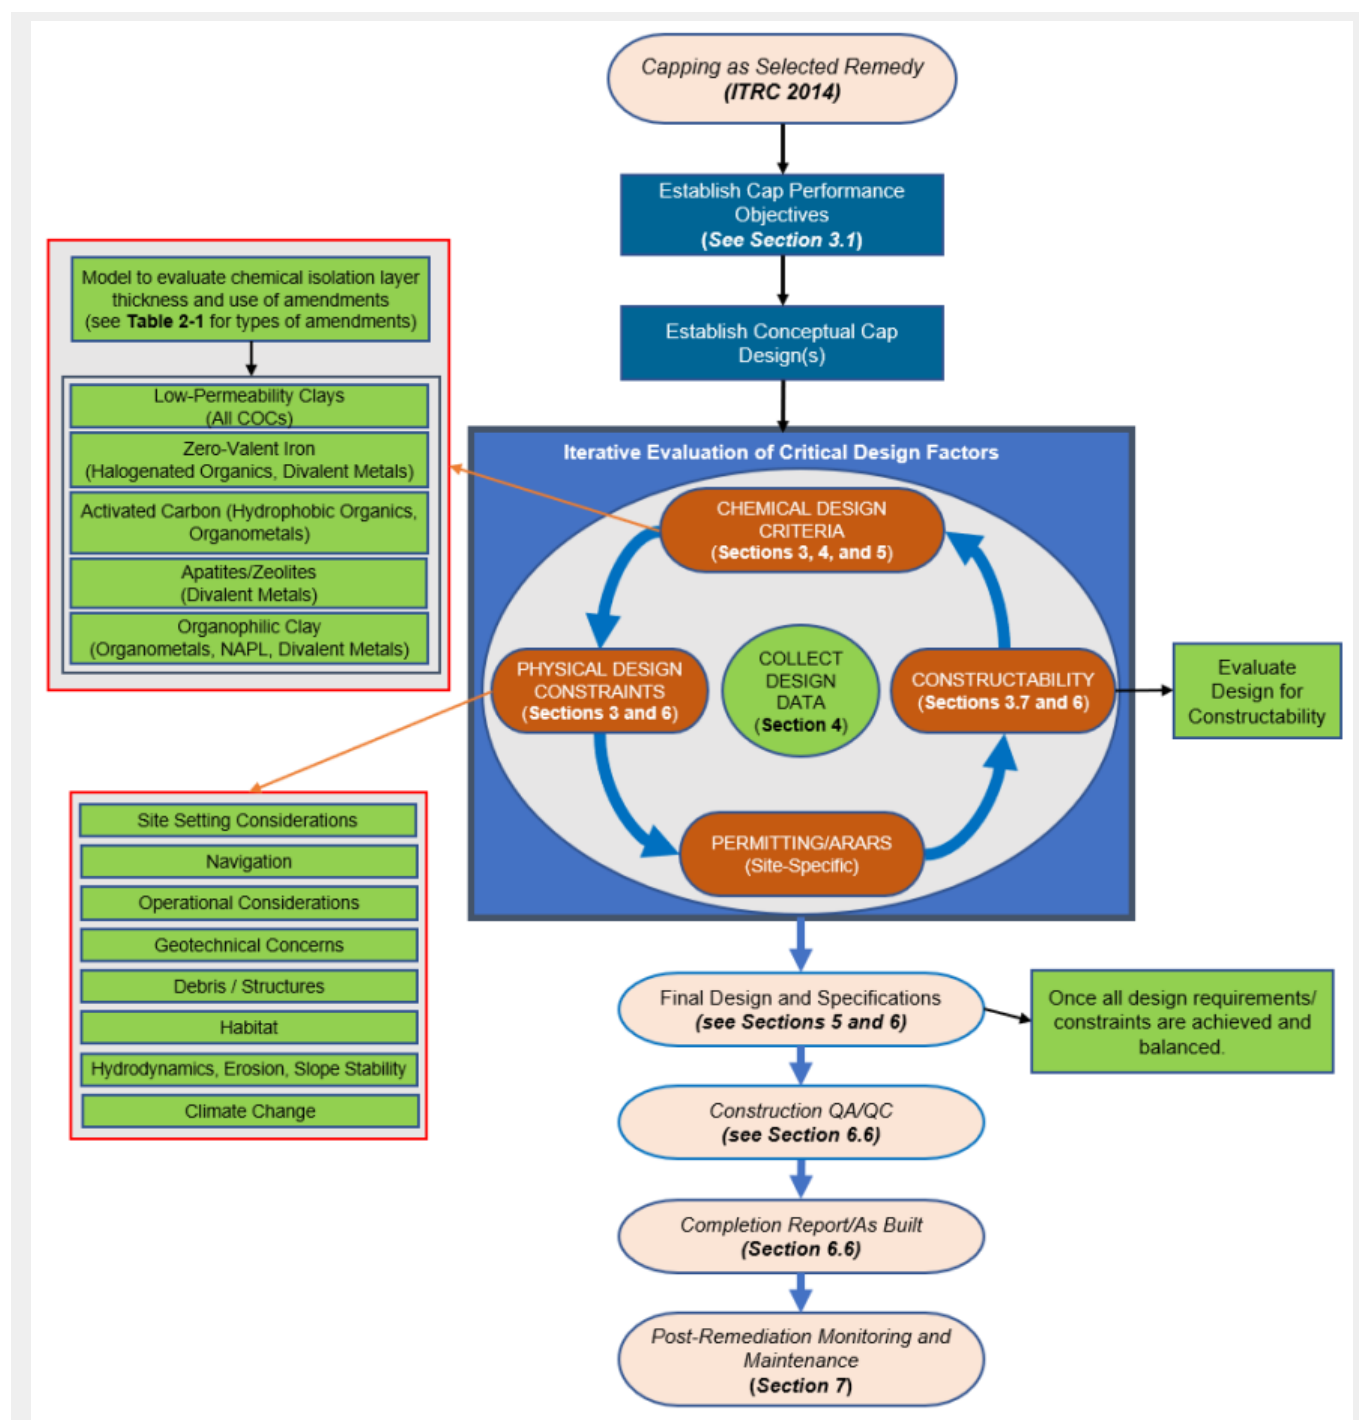 Capping as Selected Remedy
(ITRC 2014)
Establish Cap Performance
Objectives
(See Section 3.1)
Establish Conceptual Cap
Design(s)
Model to evaluate chemical isolation layer
thickness and use of amendments
(see Table 2-1 for types of amendments)
Low-Permeability Clays
(All COCs)
Zero-Valent Iron
(Halogenated Organics, Divalent Metals)
Activated Carbon (Hydrophobic Organics,
Organometals)
Apatites/Zeolites
(Divalent Metals)
Organophilic Clay
(Organometals, NAPL, Divalent Metals)
Iterative Evaluation of Critical Design Factors
CHEMICAL DESIGN
CRITERIA
(Sections 3, 4, and 5)
PHYSICAL DESIGN
CONSTRAINTS
(Sections 3 and 6)
COLLECT
DESIGN
DATA
(Section 4)
CONSTRUCTABILITY
(Sections 3.7 and 6)
PERMITTING/ARARS
(Site-Specific)
Evaluate
Design for
Constructability
Site Setting Considerations
Navigation
Operational Considerations
Geotechnical Concerns
Debris / Structures
Habitat
Hydrodynamics, Erosion, Slope Stability
Climate Change
Final Design and Specifications
(see Sections 5 and 6)
Once all design requirements/
constraints are achieved and
balanced.
Construction QA/QC
(see Section 6.6)
Completion Report/As Built
(Section 6.6)
Post-Remediation Monitoring and
Maintenance
(Section 7)